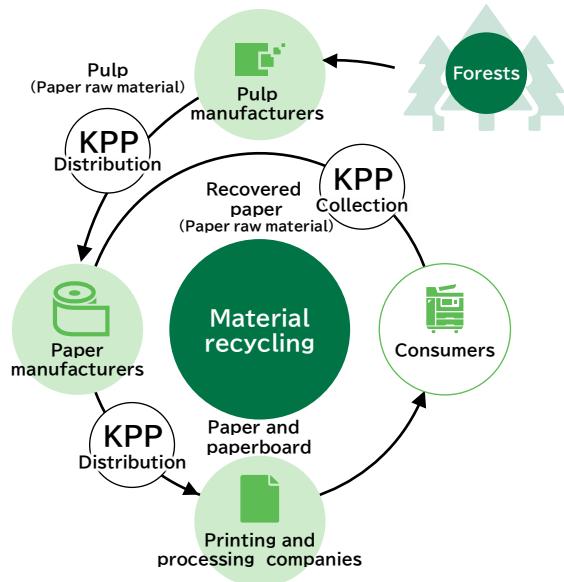 Forests
Pulp
manufacturers
Pulp
(Paper raw material)
KPP
Distribution
KPP
Collection
Recovered
paper
(Paper raw material)
Material
recycling
Paper
manufacturers
Consumers
KPP
Distribution
Paper and
paperboard
Printing and
processing companies